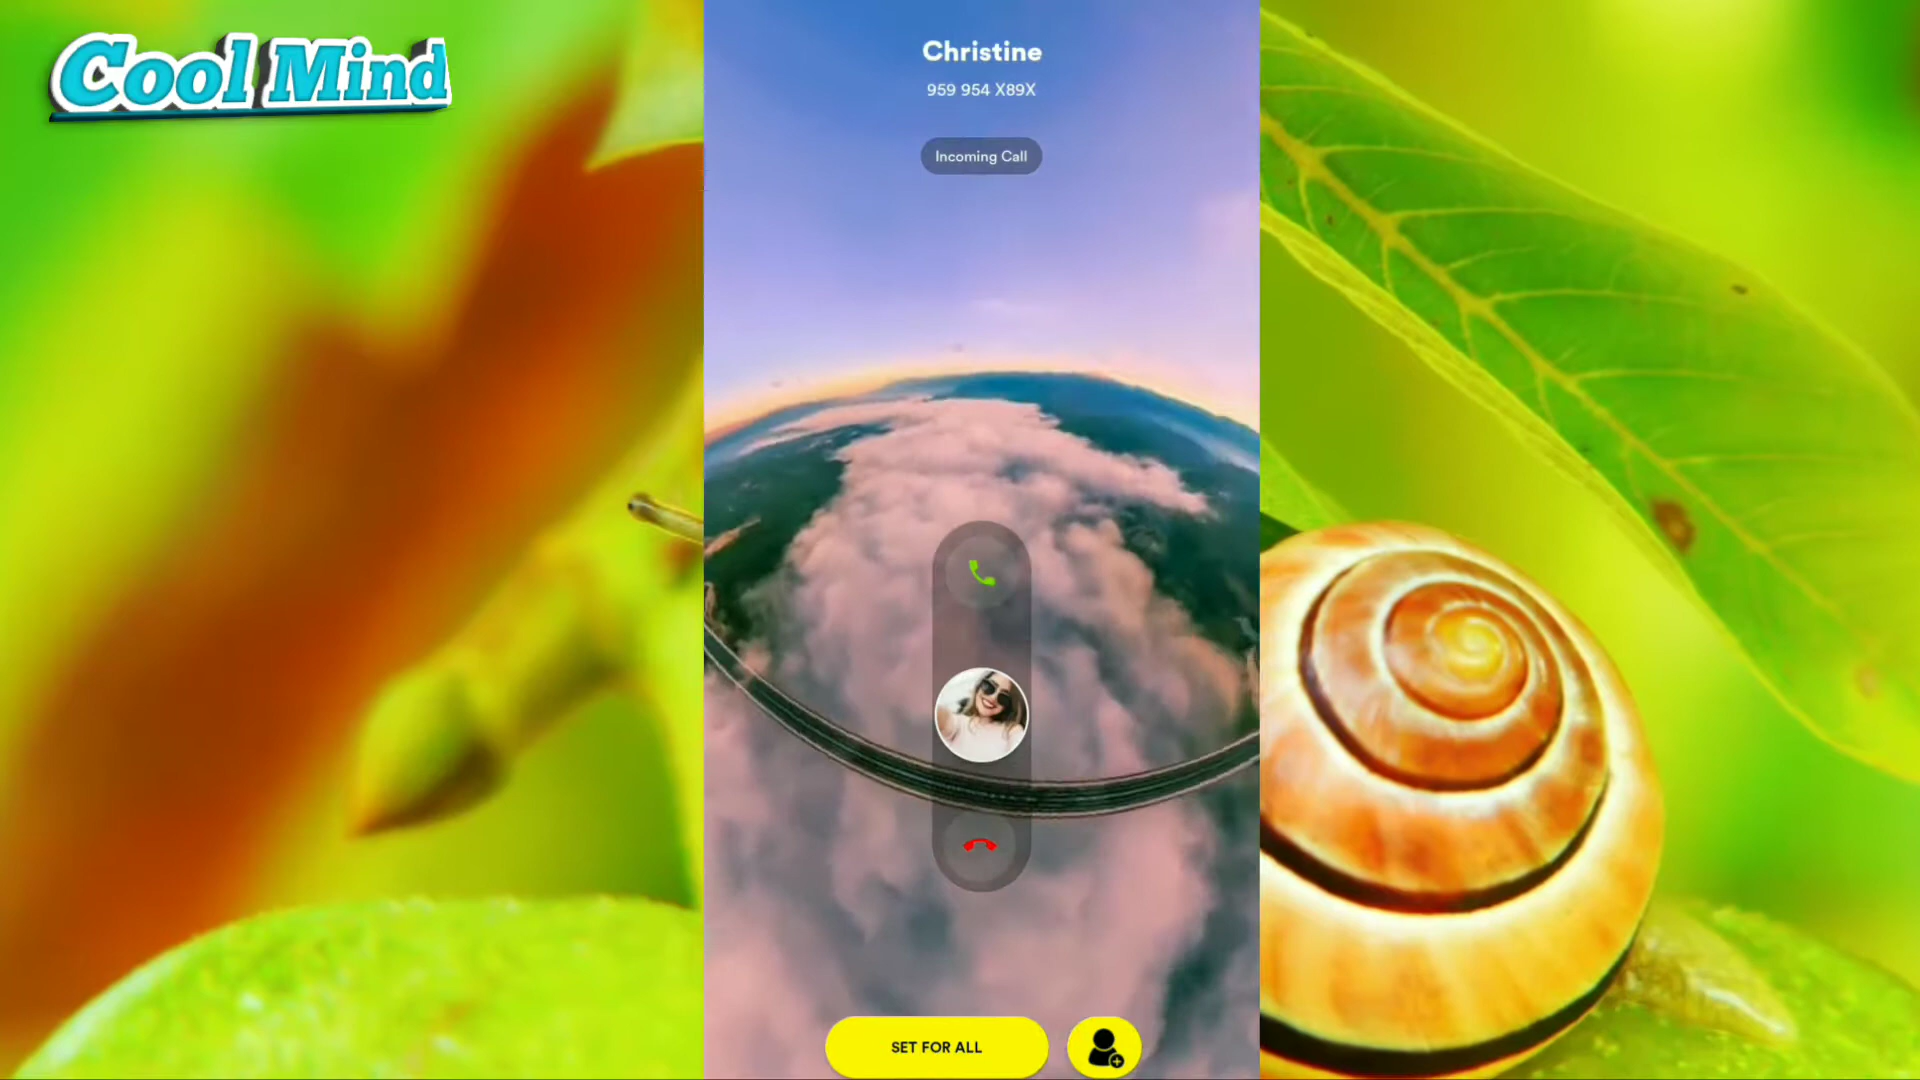 Cool Mind
Christine
959 954 X89X
Incoming Call
SET FOR ALL